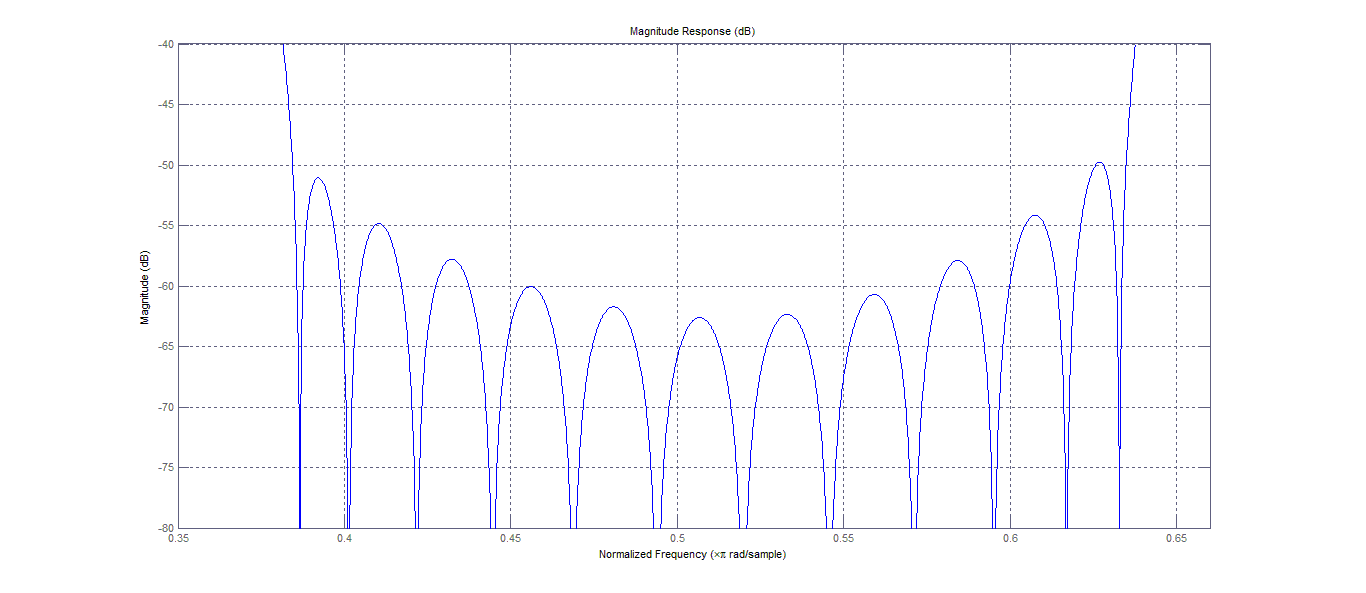 Magnitude Response (dB)
-40
-45
-50
-55
-60
-65
-70
-75
-80
Magnitude (dB)
0.35 0.4 0.45 0.5 0.55 0.6 0.65
Normalized Frequency (×π rad/sample)